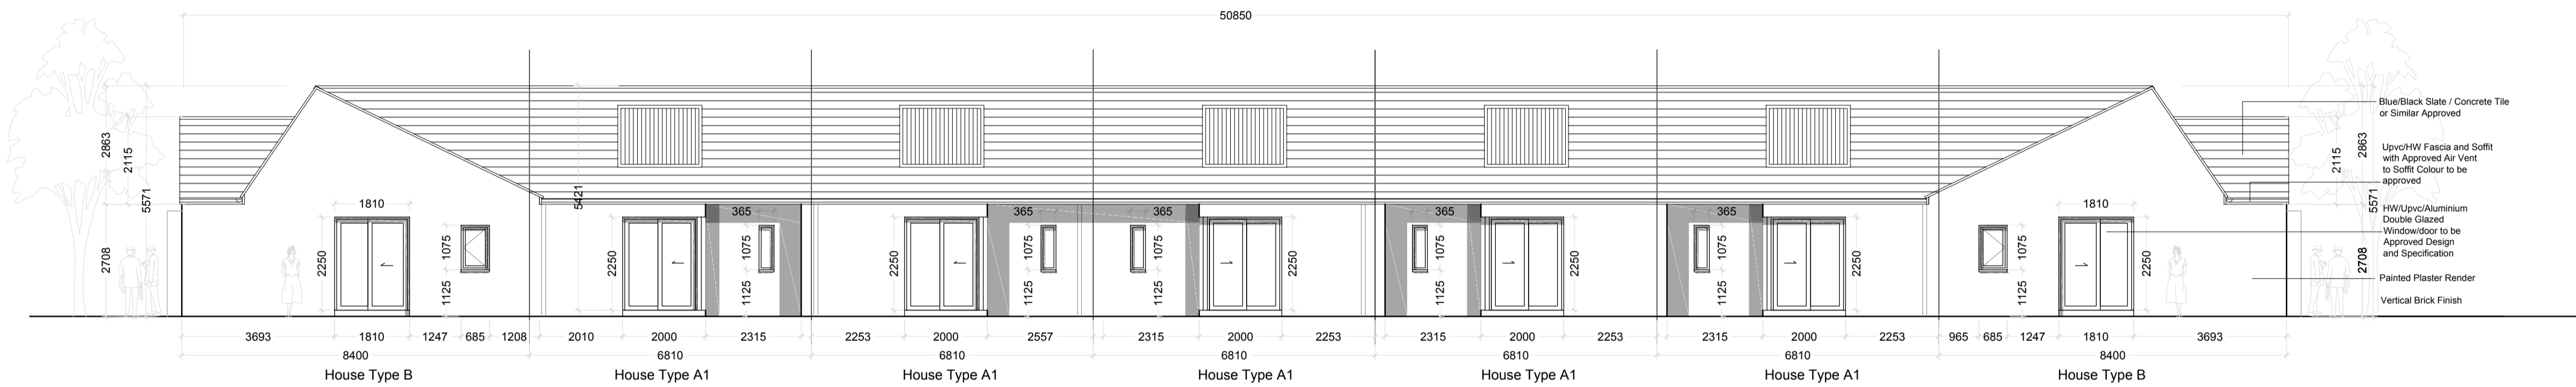 50850
Blue/Black Slate / Concrete Tile
or Similar Approved
Upvc/HW Fascia and Soffit
with Approved Air Vent
to Soffit Colour to be
approved
HW/Upvc/Aluminium
Double Glazed
Window/door to be
Approved Design
and Specification
Painted Plaster Render
Vertical Brick Finish
2863
2115
5571
2708
5421
2863
2115
5571
2708
1810
365
365
365
365
365
1810
2250
1075
1125
2250
1075
1125
2250
1075
1125
1075
1125
2250
1075
1125
2250
1075
1125
2250
1075
1125
2250
3693 1810 1247 685 1208 2010 2000 2315 2253 2000 2557 2315 2000 2253 2315 2000 2253 2315 2000 2253 965 685 1247 1810 3693
8400 6810 6810 6810 6810 6810 8400
House Type B House Type A1 House Type A1 House Type A1 House Type A1 House Type A1 House Type B